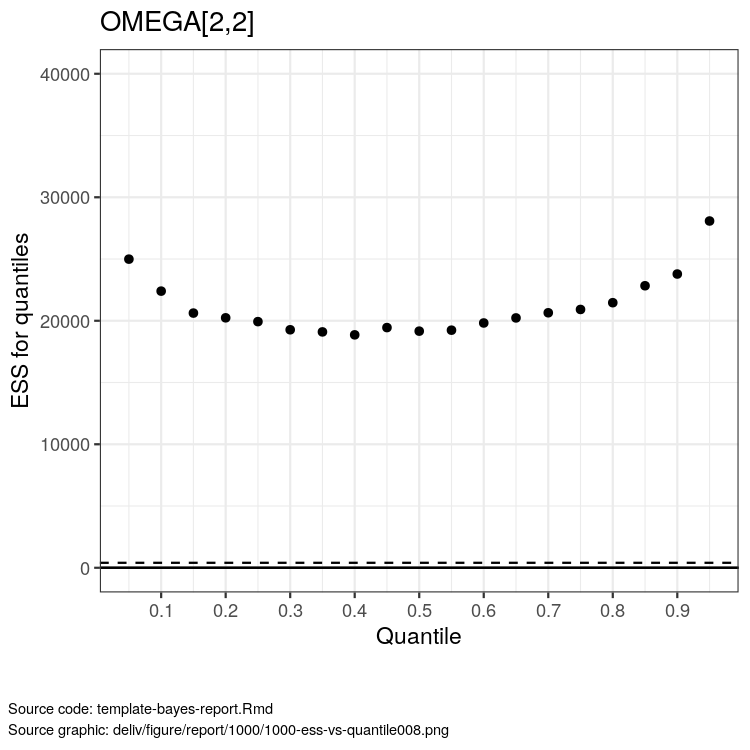 OMEGA[2,2]
40000
30000
20000
10000
0
ESS for quantiles
0.1 0.2 0.3 0.4 0.5 0.6 0.7 0.8 0.9
Quantile
Source code: template-bayes-report.Rmd
Source graphic: deliv/figure/report/1000/1000-ess-vs-quantile008.png